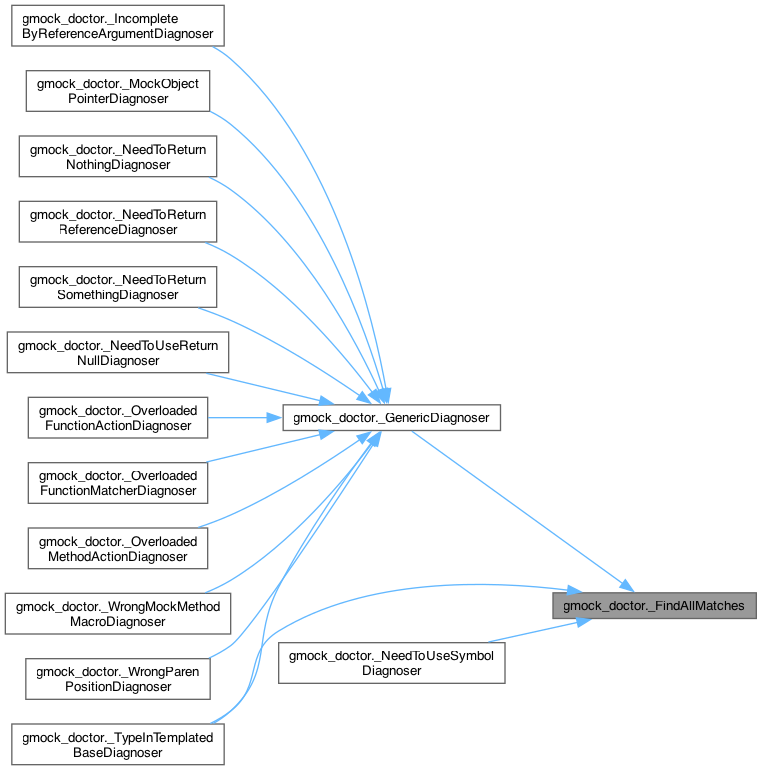 gmock_doctor._Incomplete
ByReferenceArgumentDiagnoser
gmock_doctor._MockObject
PointerDiagnoser
gmock_doctor._NeedToReturn
NothingDiagnoser
gmock_doctor._NeedToReturn
ReferenceDiagnoser
gmock_doctor._NeedToReturn
SomethingDiagnoser
gmock_doctor._NeedToUseReturn
NullDiagnoser
gmock_doctor._Overloaded
FunctionActionDiagnoser
gmock_doctor._GenericDiagnoser
gmock_doctor._Overloaded
FunctionMatcherDiagnoser
gmock_doctor._Overloaded
MethodActionDiagnoser
gmock_doctor._WrongMockMethod
MacroDiagnoser
gmock_doctor._FindAllMatches
gmock_doctor._WrongParen
PositionDiagnoser
gmock_doctor._NeedToUseSymbol
Diagnoser
gmock_doctor._TypeInTemplated
BaseDiagnoser